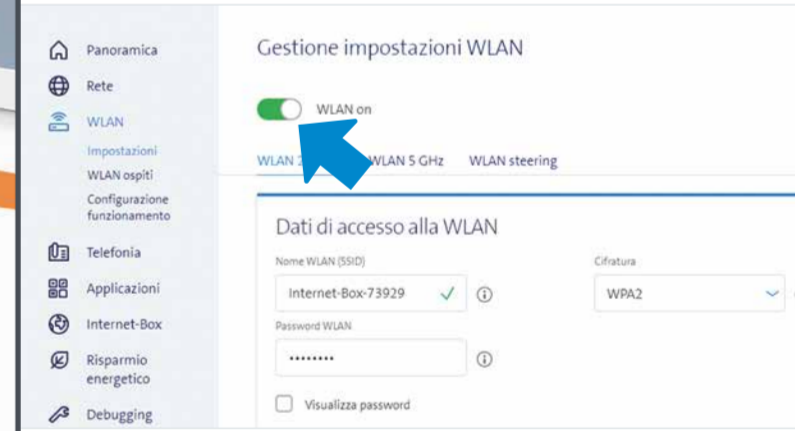 Panoramica
Rete
WLAN
Impostazioni
WLAN ospiti
Configurazione
funzionamento
Telefonia
Applicazioni
Internet-Box
Risparmio
energetico
Debugging
Gestione impostazioni WLAN
WLAN on
WLAN 2 WLAN 5 GHz WLAN steering
Dati di accesso alla WLAN
Nome WLAN (SSID)
Internet-Box-73929
Cifratura
WPA2
Password WLAN
••••••••
Visualizza password